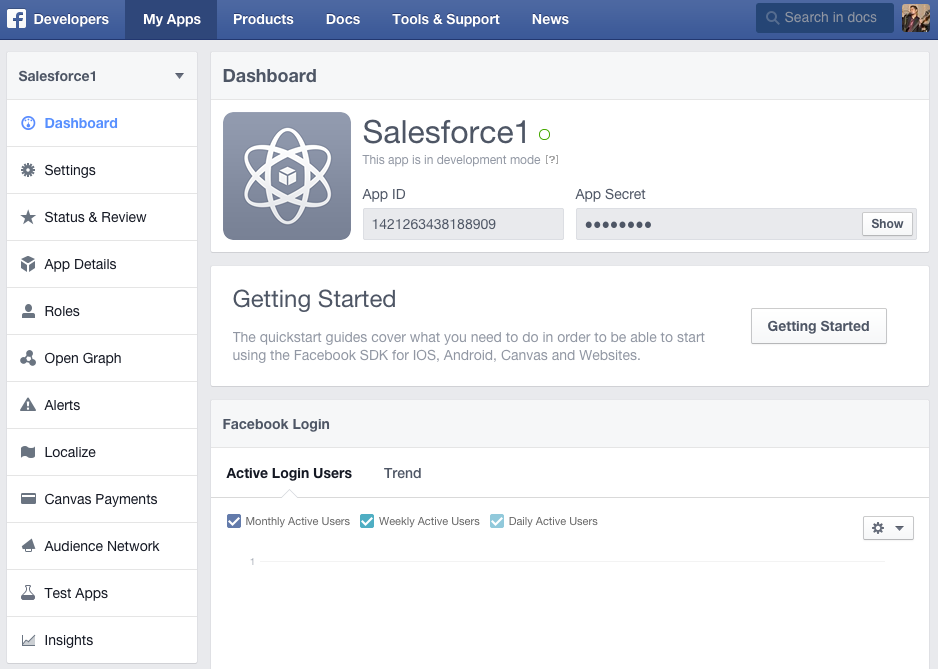 Developers
My Apps
Products
Docs
Tools & Support
News
Search in docs
Salesforce1
Dashboard
Settings
Status & Review
App Details
Roles
Open Graph
Alerts
Localize
Canvas Payments
Audience Network
Test Apps
Insights
Dashboard
Salesforce1
This app is in development mode [?]
App ID
1421263438188909
App Secret
●●●●●●●●
Show
Getting Started
The quickstart guides cover what you need to do in order to be able to start
using the Facebook SDK for IOS, Android, Canvas and Websites.
Getting Started
Facebook Login
Active Login Users
Trend
Monthly Active Users
Weekly Active Users
Daily Active Users
1